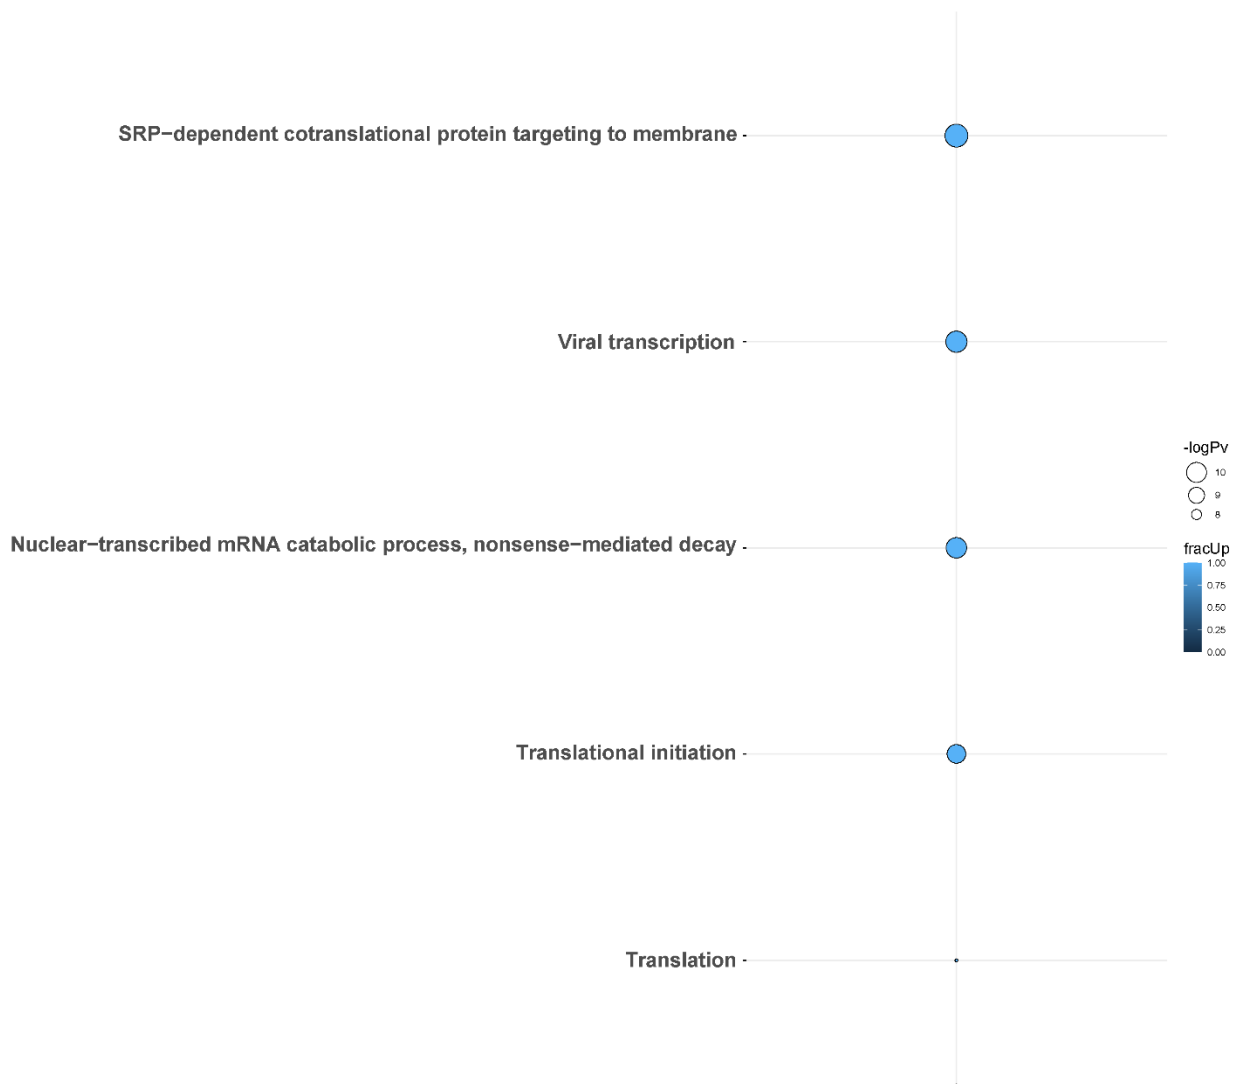 SRP−dependent cotranslational protein targeting to membrane
Viral transcription
Nuclear−transcribed mRNA catabolic process, nonsense−mediated decay
Translational initiation
Translation
-logPv
10
9
8
fracUp
1.00
0.75
0.50
0.25
0.00